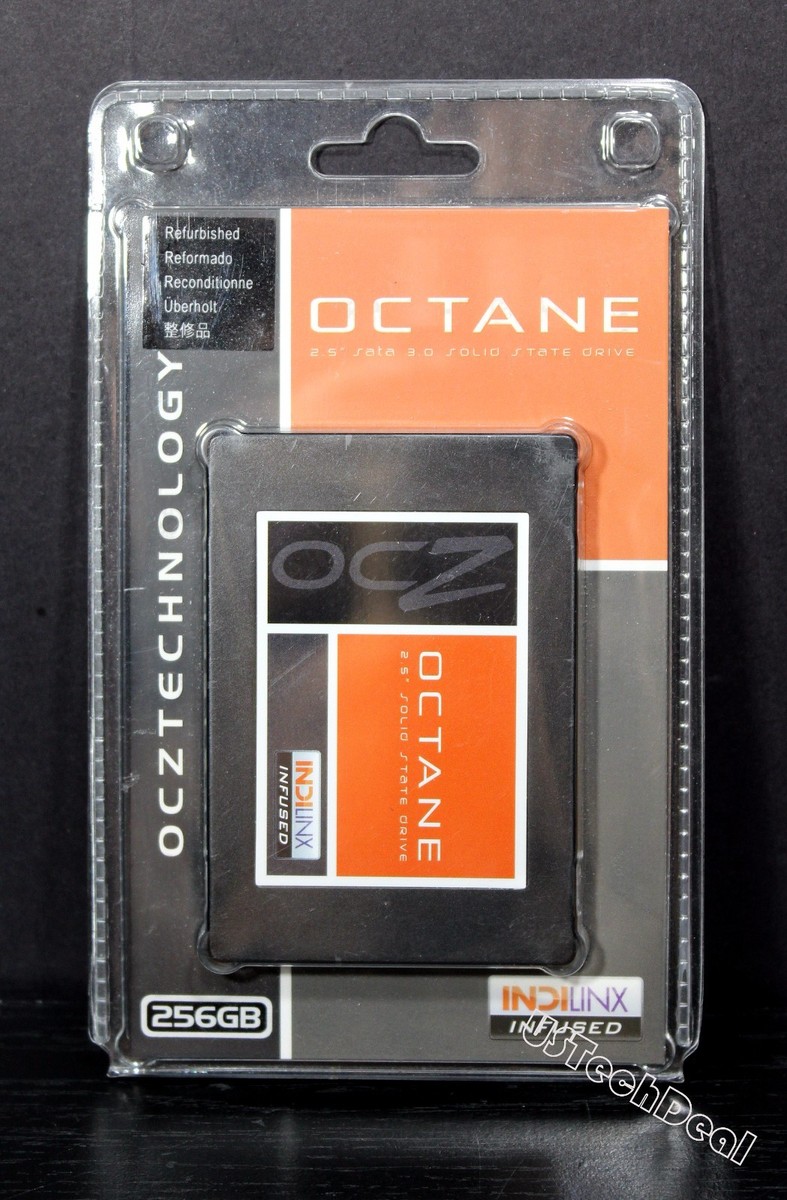 Refurbished
Reformado
Reconditionne
Überholt
整修品
OCTANE
2.5" Sata 3.0 SOLID STATE DRIVE
OCZTECHNOLOGY
OCZ
OCTANE
2.5" SOLID STATE DRIVE
INDILINX
INFUSED
256GB
INDILINX
INFUSED
USTechDeal